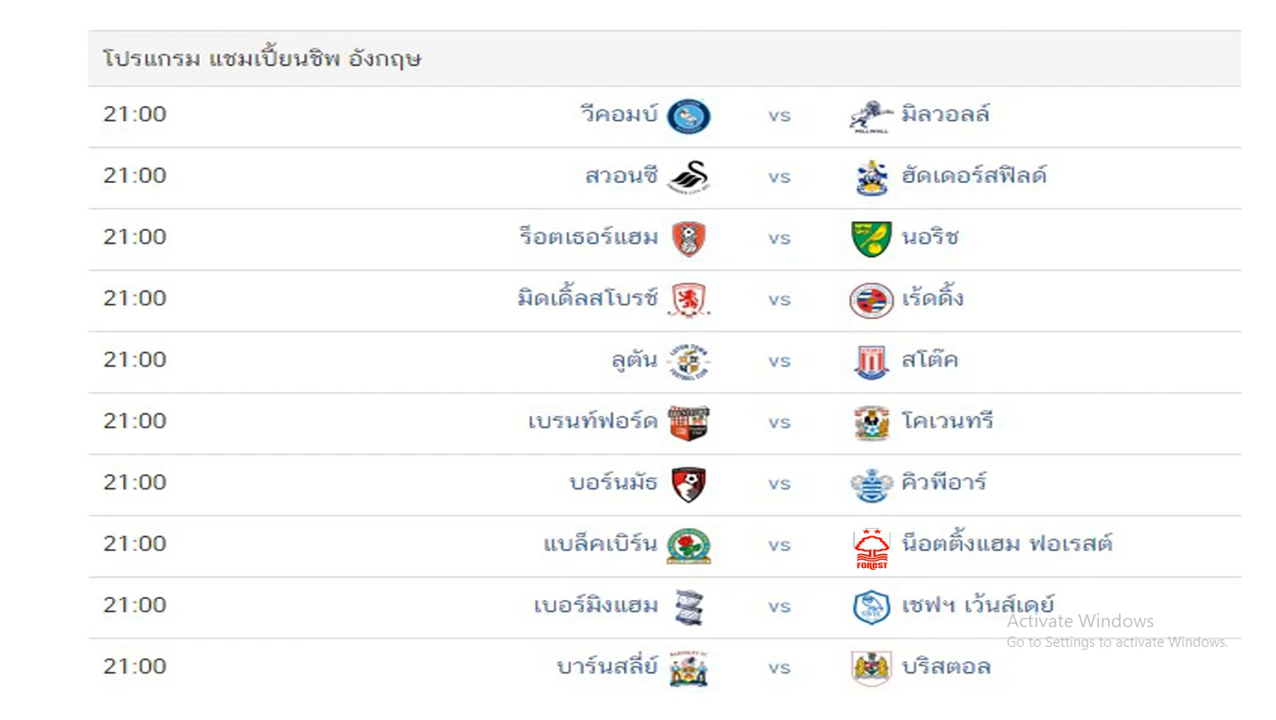 โปรแกรม แชมเปี้ยนชิพ อังกฤษ
21:00 วีคอมบ์ vs มิลวอลล์
21:00 สวอนซี vs ฮัดเดอร์สฟิลด์
21:00 ร็อตเธอร์แฮม vs นอริช
21:00 มิดเดิ้ลสโบรช์ vs เร้ดดิ้ง
21:00 ลูตัน vs สโต๊ค
21:00 เบรนท์ฟอร์ด vs โคเวนทรี
21:00 บอร์นมัธ vs คิวพีอาร์
21:00 แบล็คเบิร์น vs น็อตติ้งแฮม ฟอเรสต์
FOREST
21:00 เบอร์มิงแฮม vs เชฟฯ เว้นส์เดย์
Activate Windows
Go to Settings to activate Windows.
21:00 บาร์นสลี่ย์ vs บริสตอล